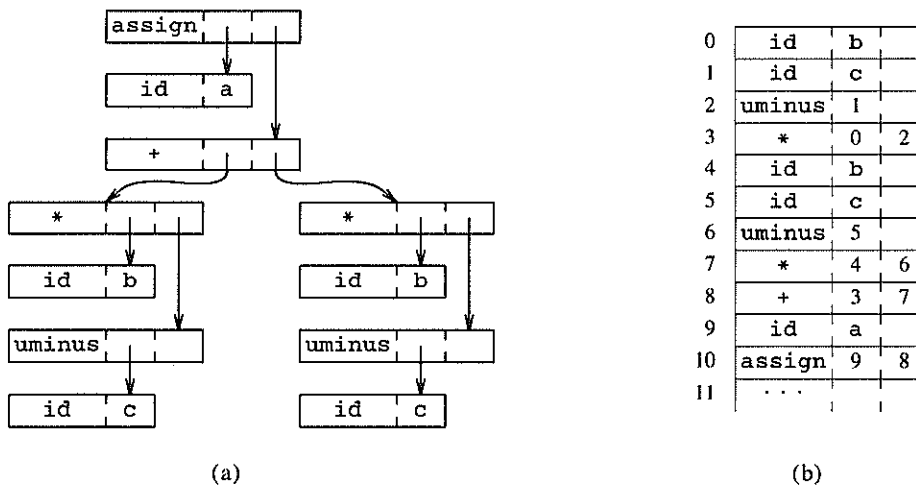 assign
id a
+
* *
id b id b
uminus uminus
id c id c
(a)
0 id b
1 id c
2 uminus 1
3 * 0 2
4 id b
5 id c
6 uminus 5
7 * 4 6
8 + 3 7
9 id a
10 assign 9 8
11 ...
(b)